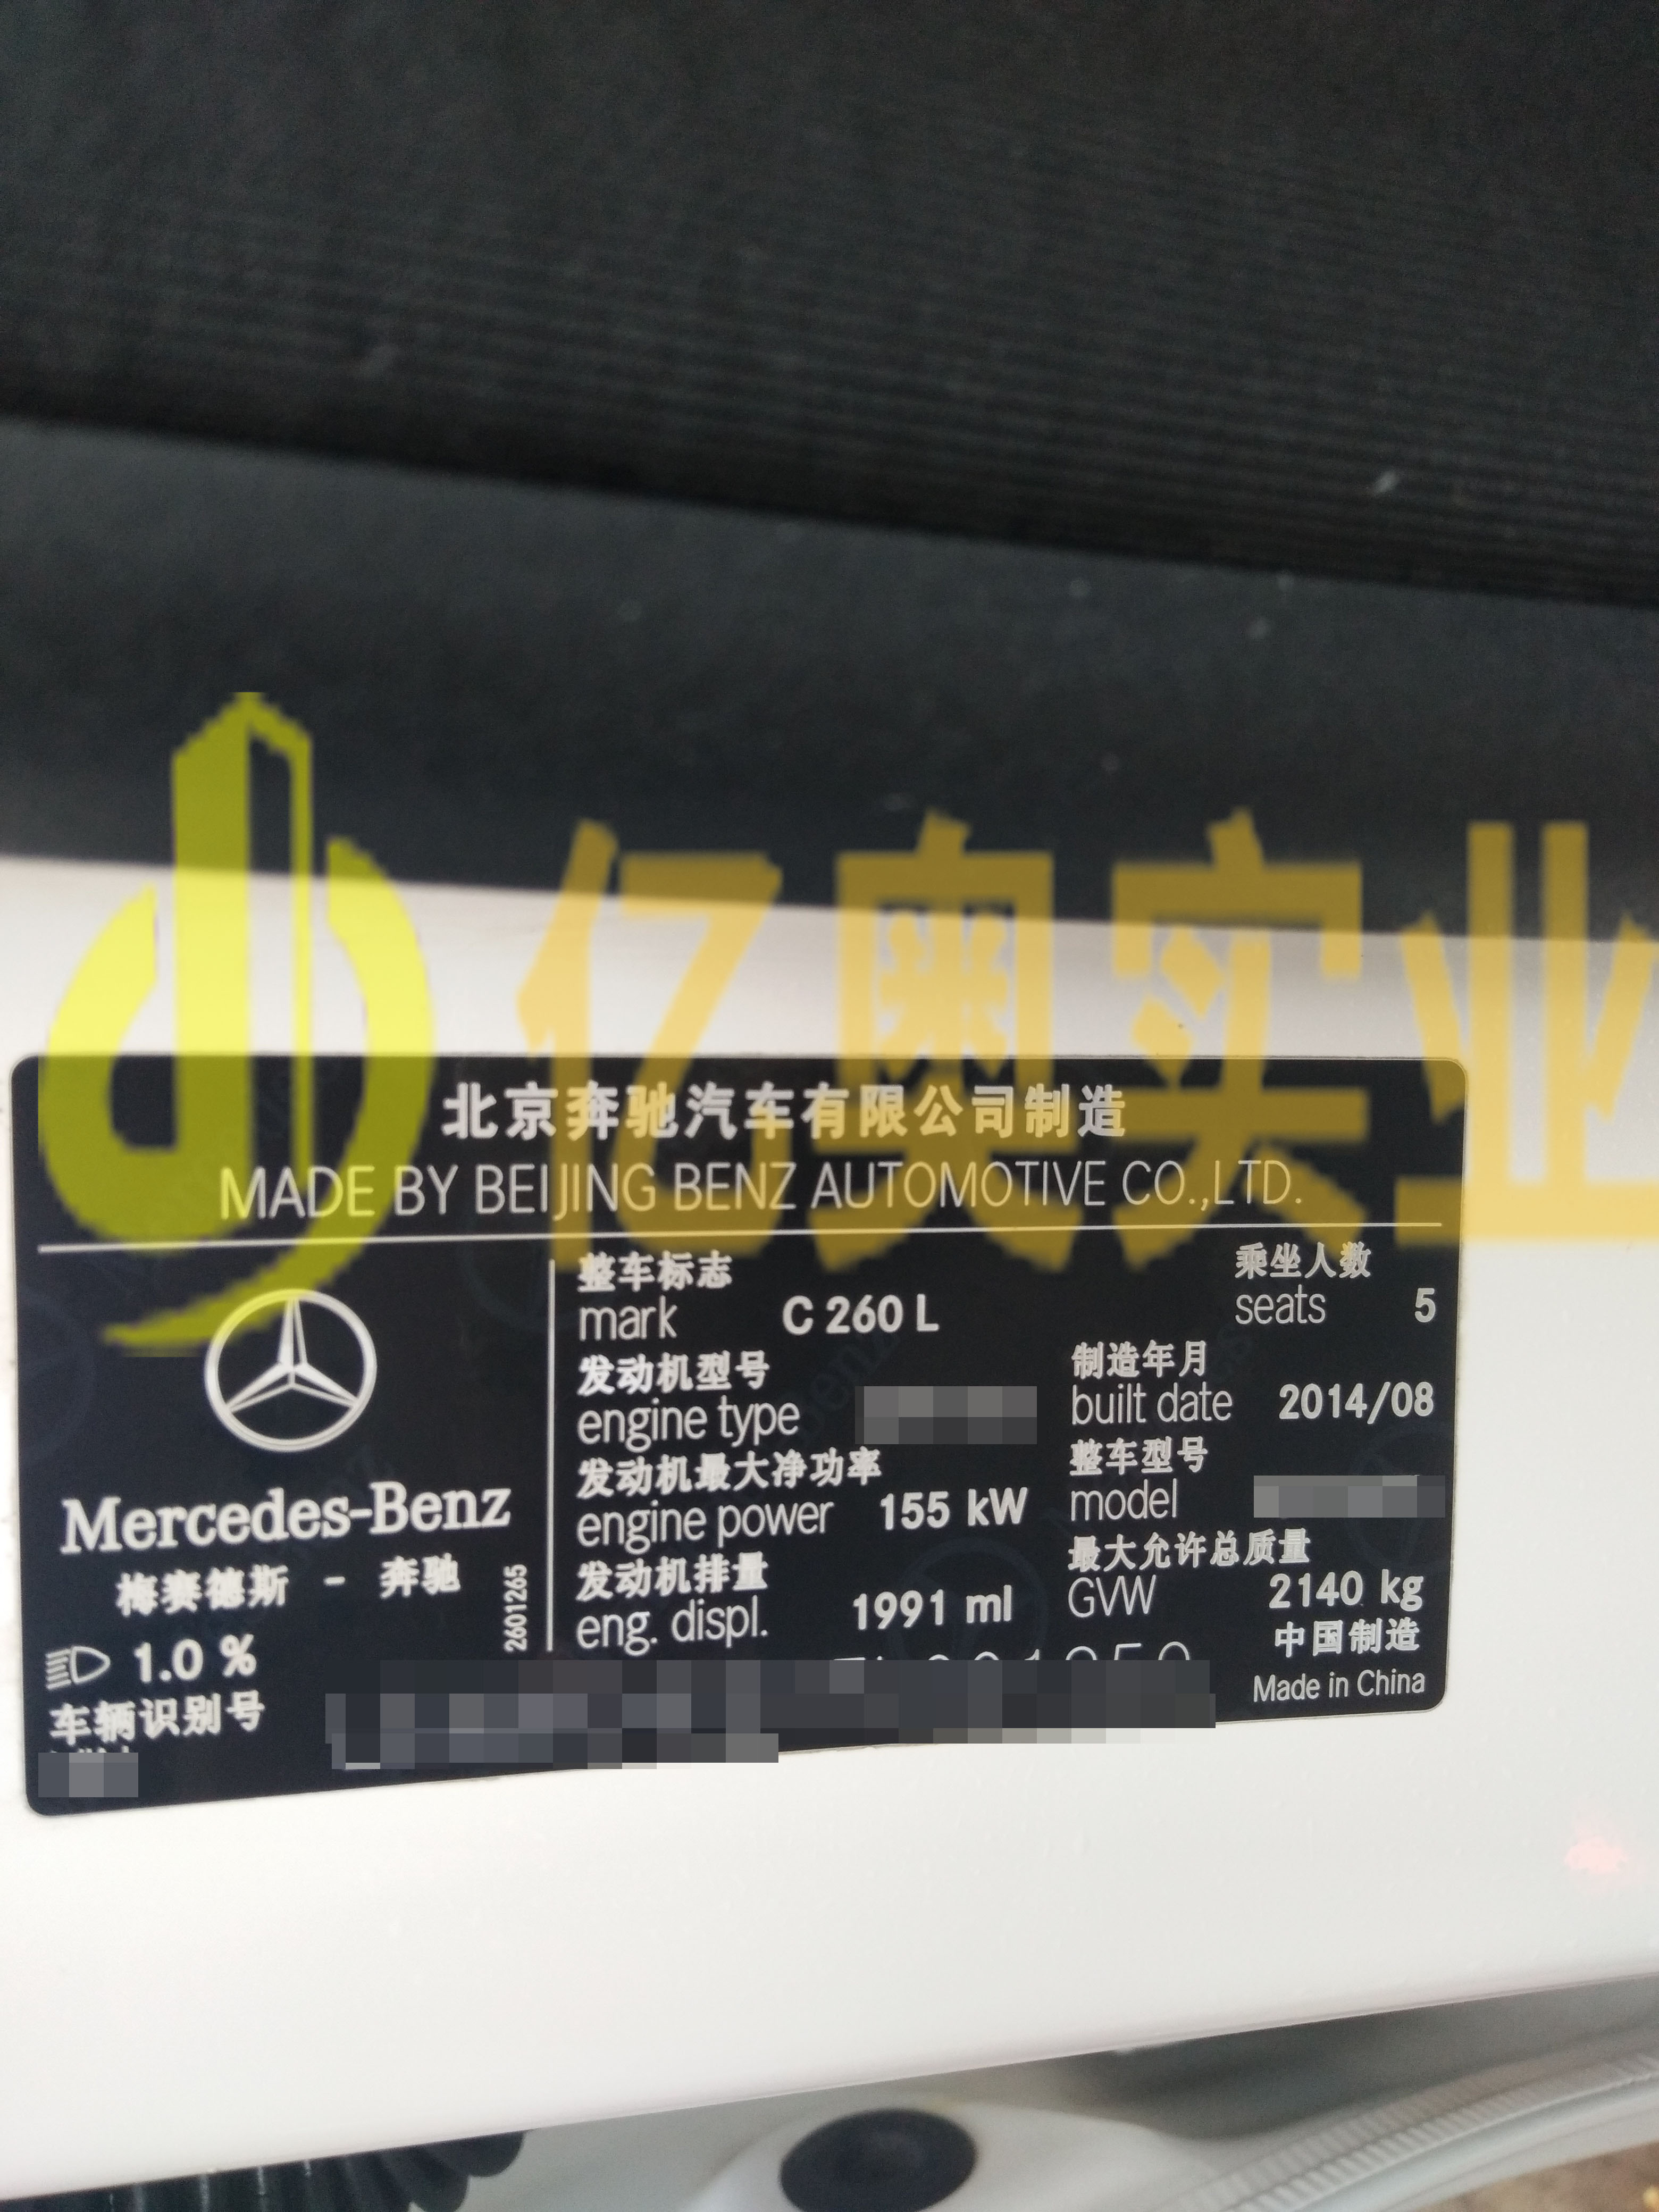 亿奥实业
北京奔驰汽车有限公司制造
MADE BY BEIJING BENZ AUTOMOTIVE CO.,LTD.
整车标志
mark C 260 L
乘坐人数
seats 5
发动机型号
engine type
制造年月
built date 2014/08
发动机最大净功率
engine power 155 kW
整车型号
model
发动机排量
eng. displ. 1991 ml
最大允许总质量
GVW 2140 kg
中国制造
Made in China
Mercedes-Benz
梅赛德斯 - 奔驰
2601265
1.0 %
车辆识别号